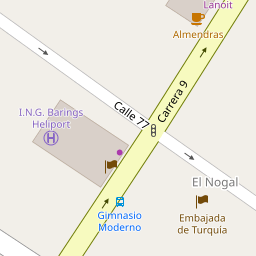 Lanoit
Almendras
Calle 77
Carrera 9
I.N.G. Barings
Heliport
H
El Nogal
Gimnasio
Moderno
Embajada
de Turquía